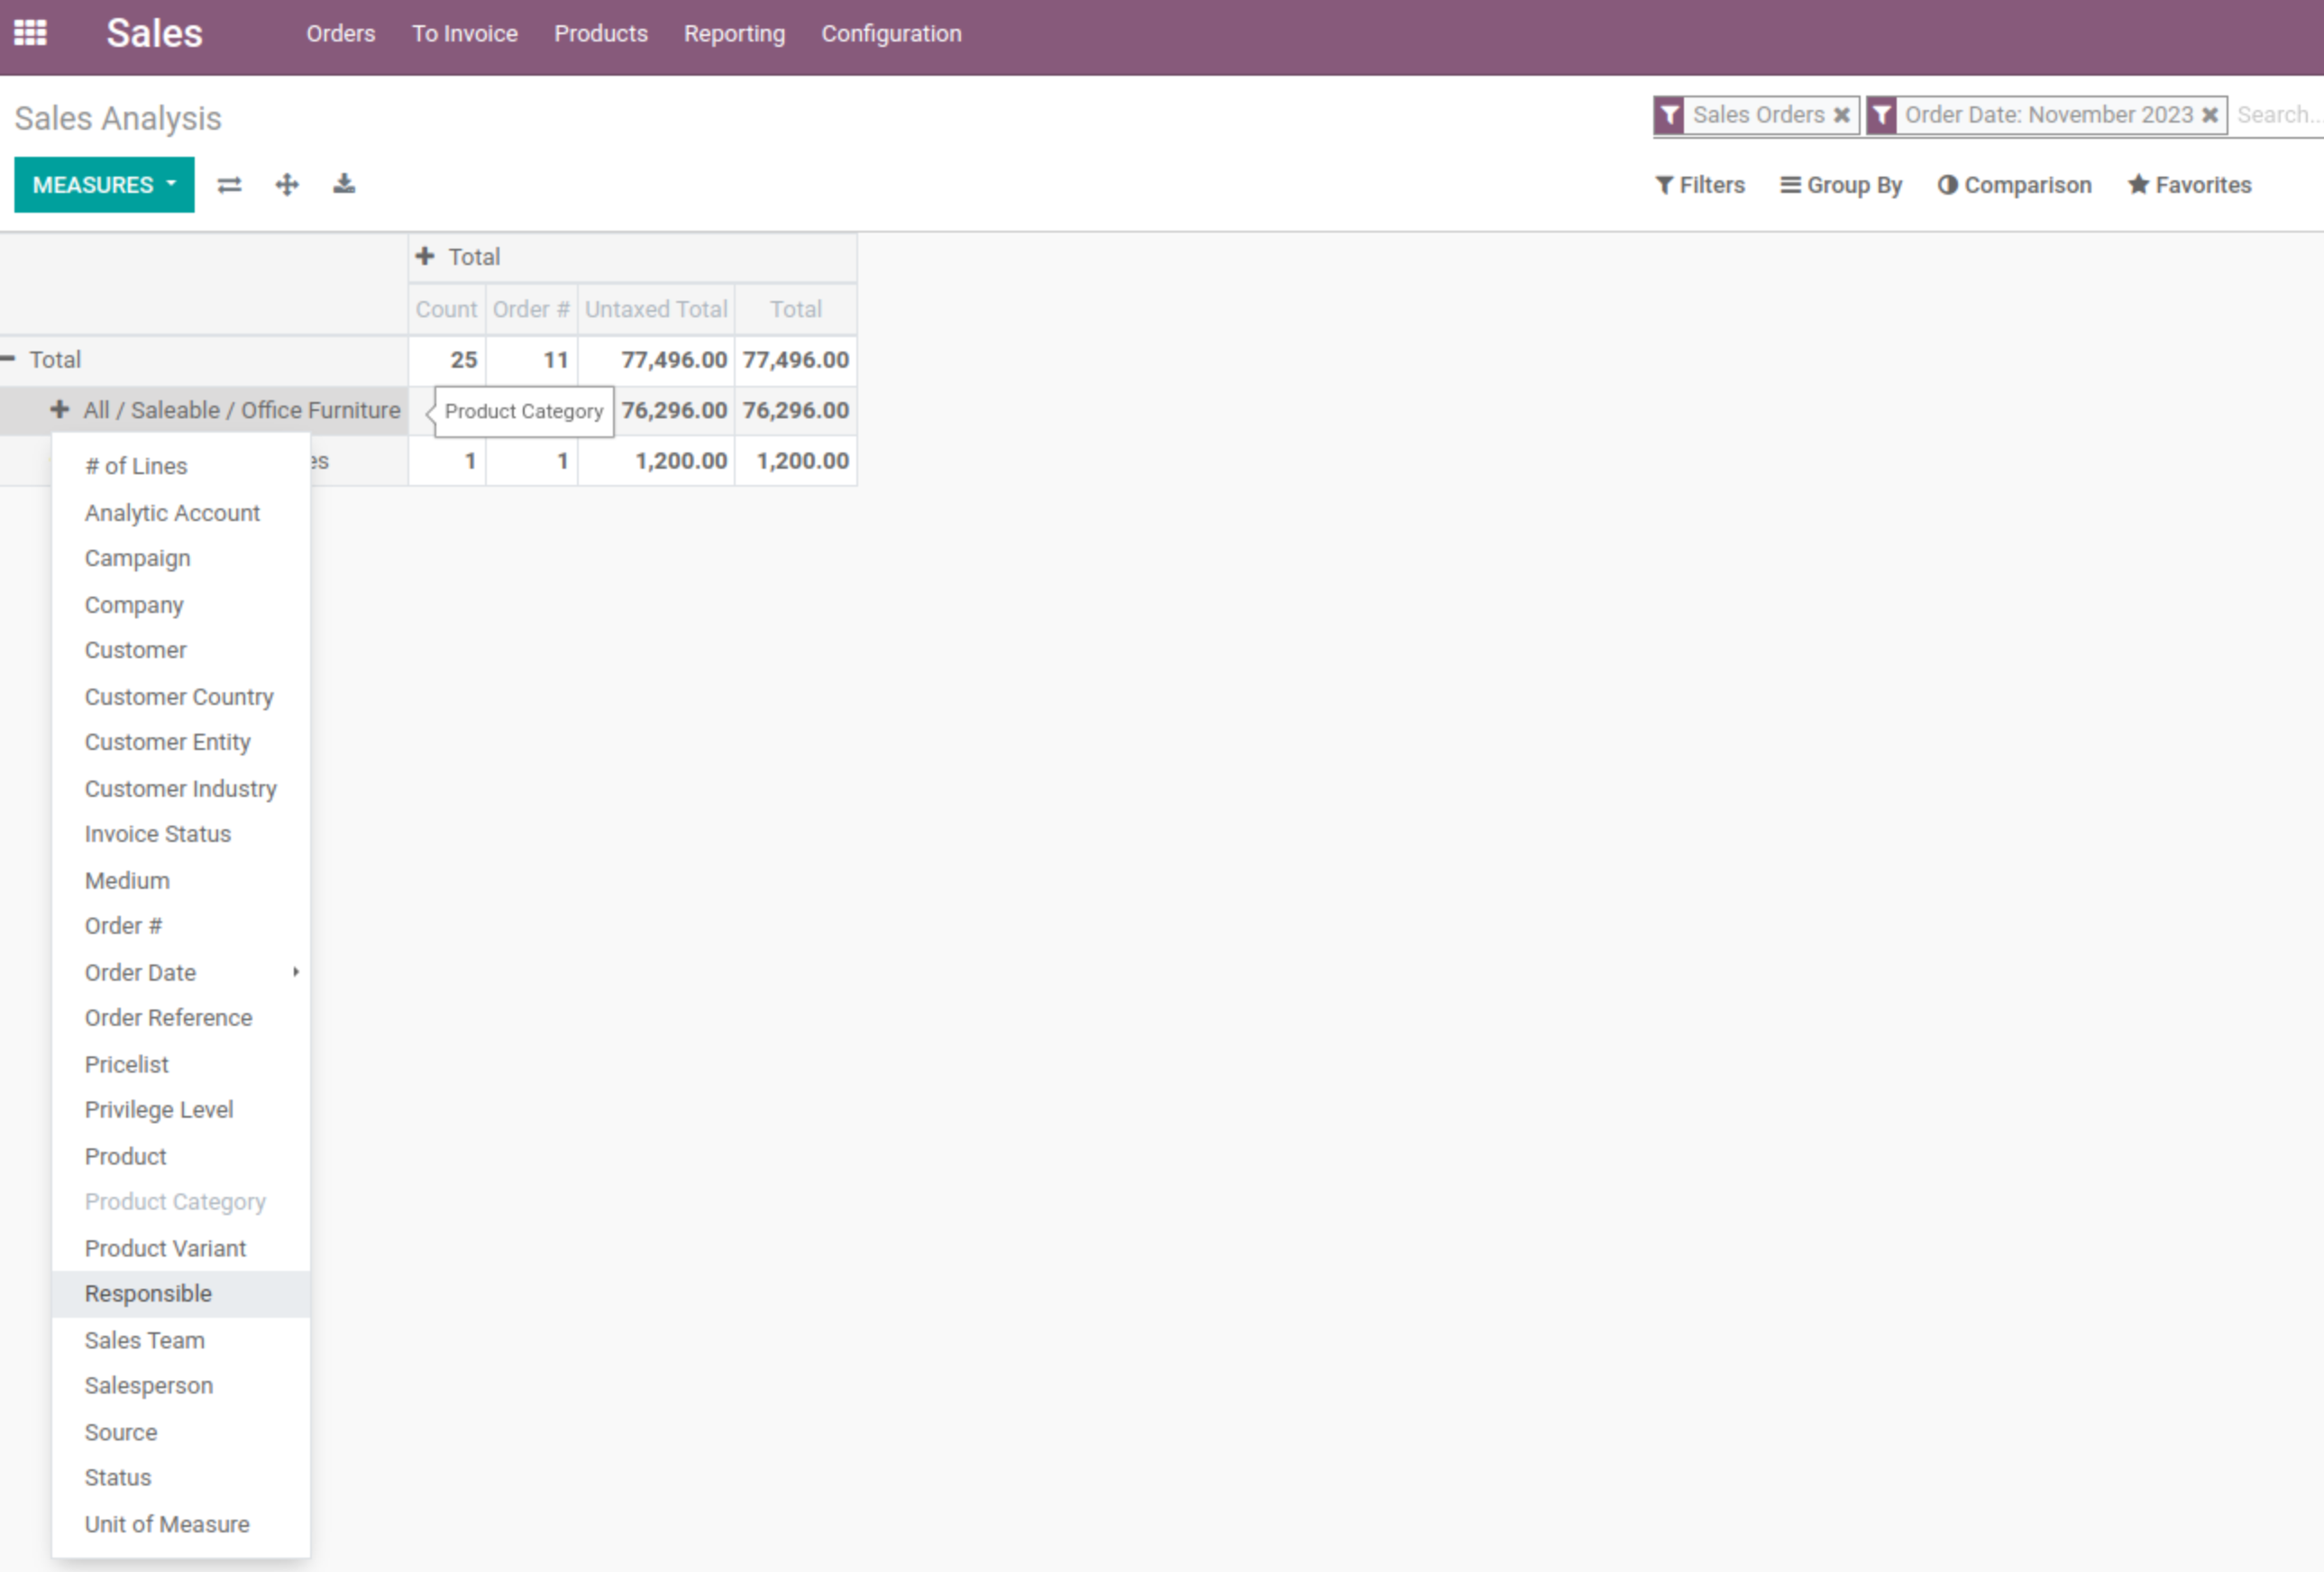 Sales Orders To Invoice Products Reporting Configuration
Sales Analysis
Sales Orders Order Date: November 2023 Search...
MEASURES Filters Group By Comparison Favorites
Total
Count Order # Untaxed Total Total
Total 25 11 77,496.00 77,496.00
All / Saleable / Office Furniture Product Category 76,296.00 76,296.00
es 1 1 1,200.00 1,200.00
# of Lines
Analytic Account
Campaign
Company
Customer
Customer Country
Customer Entity
Customer Industry
Invoice Status
Medium
Order #
Order Date
Order Reference
Pricelist
Privilege Level
Product
Product Category
Product Variant
Responsible
Sales Team
Salesperson
Source
Status
Unit of Measure